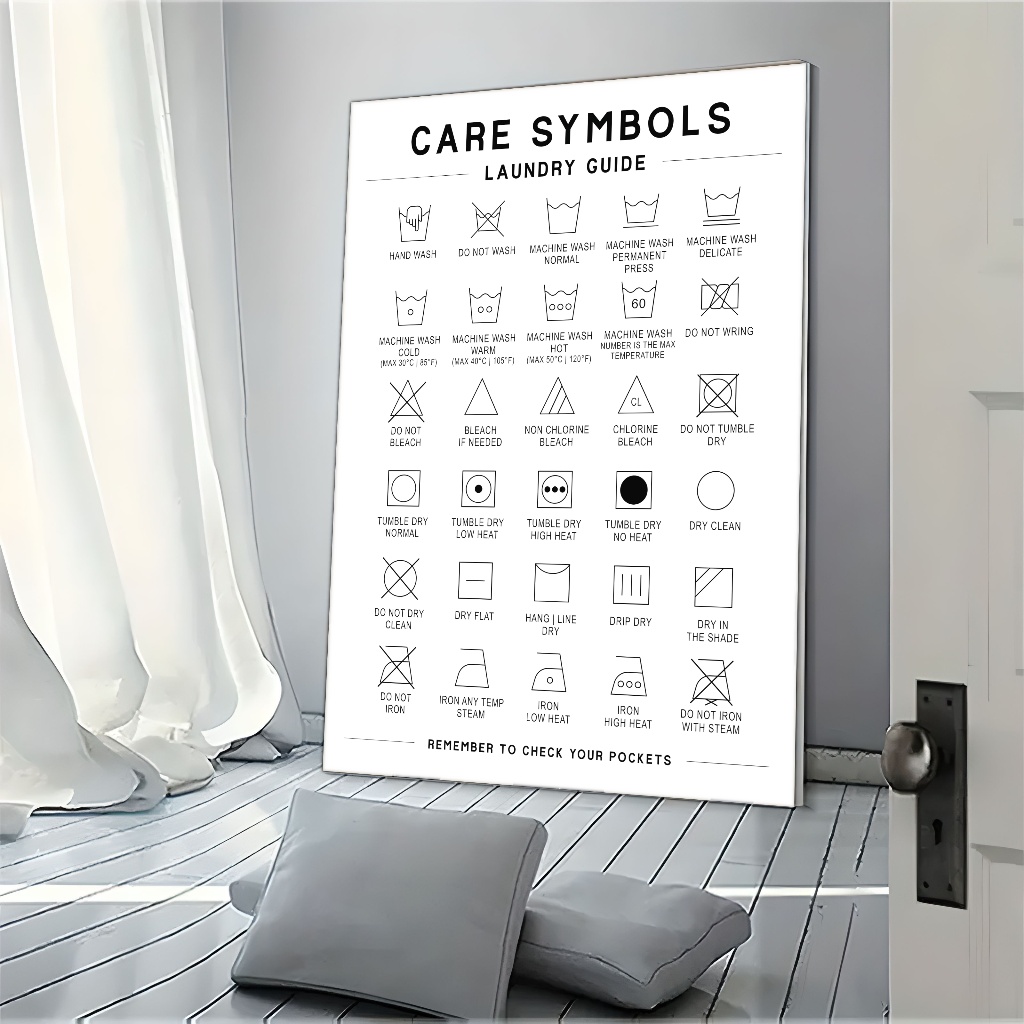 CARE SYMBOLS
LAUNDRY GUIDE
HAND WASH
DO NOT WASH
MACHINE WASH
NORMAL
MACHINE WASH
PERMANENT
PRESS
MACHINE WASH
DELICATE
60
MACHINE WASH
COLD
(MAX 30°C | 85°F)
MACHINE WASH
WARM
(MAX 40°C | 105°F)
MACHINE WASH
HOT
(MAX 50°C | 120°F)
MACHINE WASH
NUMBER IS THE MAX
TEMPERATURE
DO NOT WRING
CL
DO NOT
BLEACH
BLEACH
IF NEEDED
NON CHLORINE
BLEACH
CHLORINE
BLEACH
DO NOT TUMBLE
DRY
TUMBLE DRY
NORMAL
TUMBLE DRY
LOW HEAT
TUMBLE DRY
HIGH HEAT
TUMBLE DRY
NO HEAT
DRY CLEAN
DO NOT DRY
CLEAN
DRY FLAT
HANG | LINE
DRY
DRIP DRY
DRY IN
THE SHADE
DO NOT
IRON
IRON ANY TEMP
STEAM
IRON
LOW HEAT
IRON
HIGH HEAT
DO NOT IRON
WITH STEAM
REMEMBER TO CHECK YOUR POCKETS